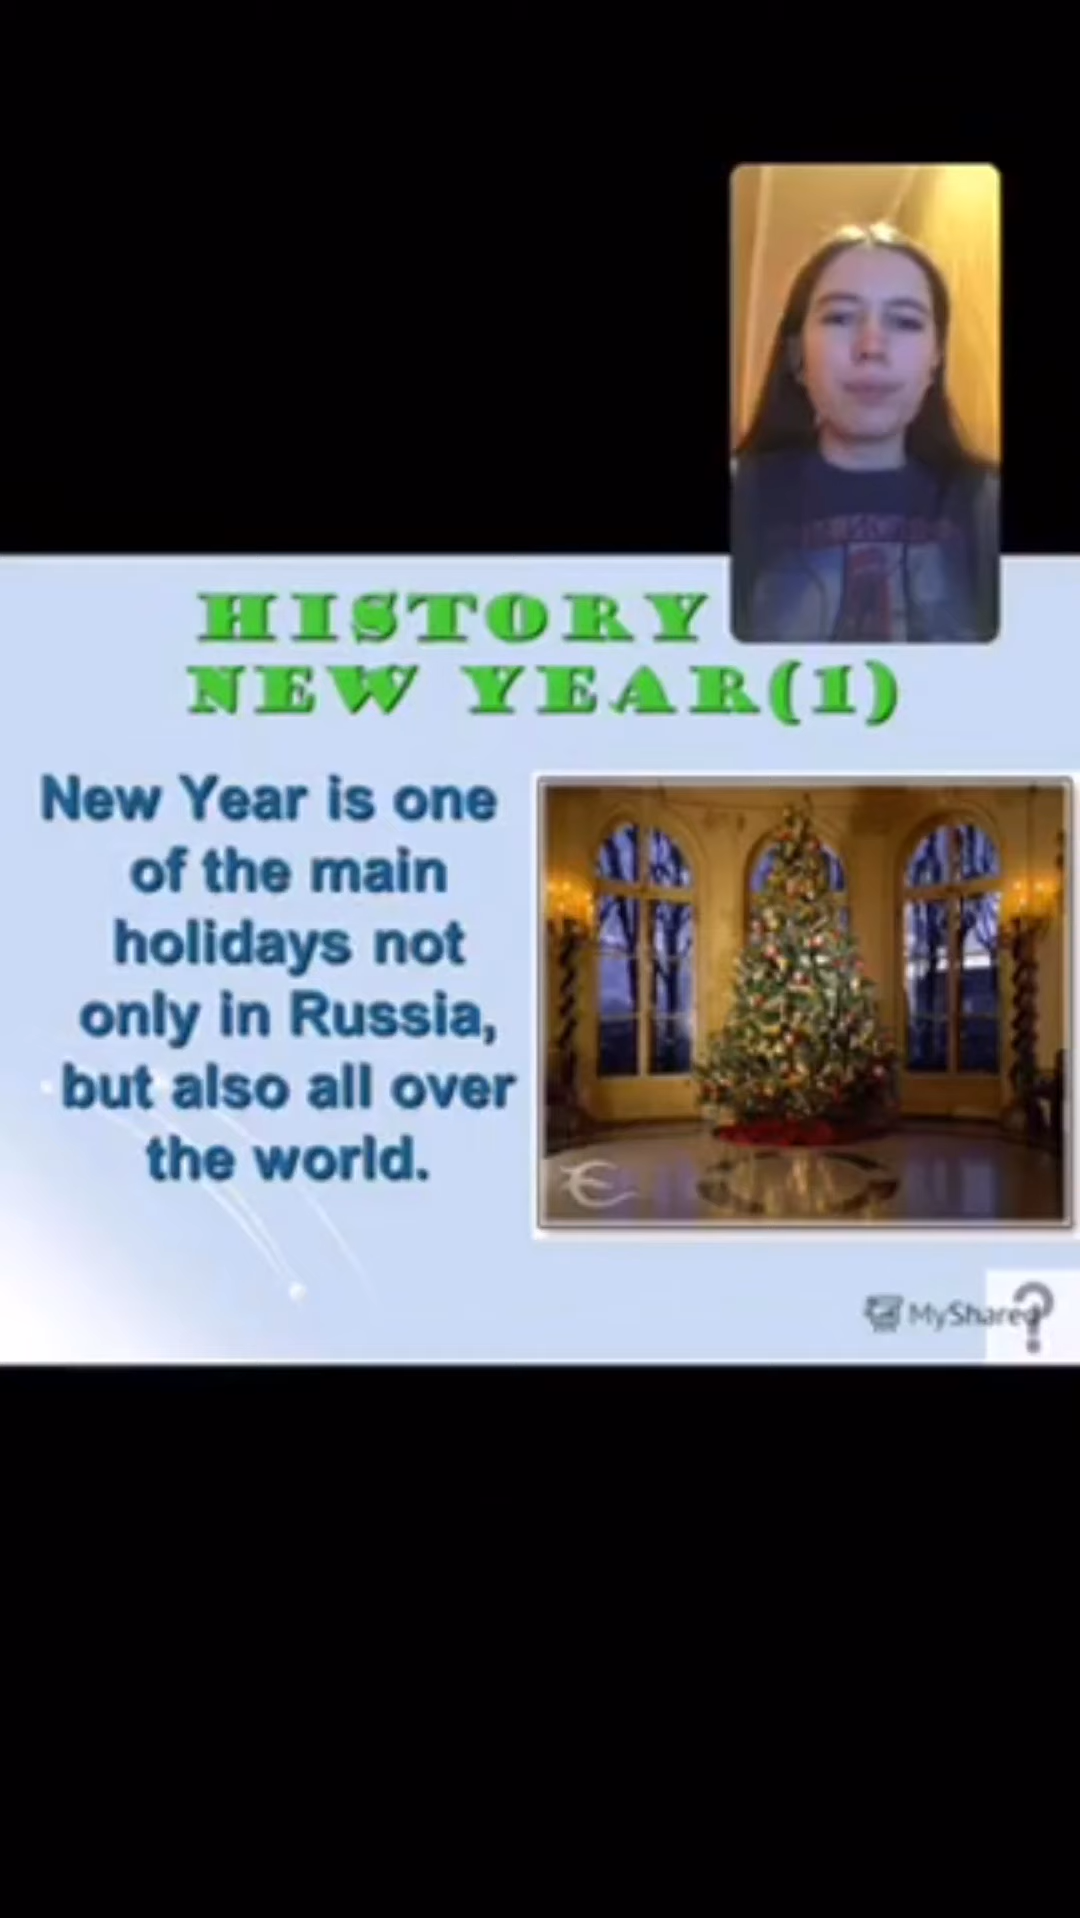 HISTORY
NEW YEAR(1)
New Year is one
of the main
holidays not
only in Russia,
but also all over
the world.
MyShared
?